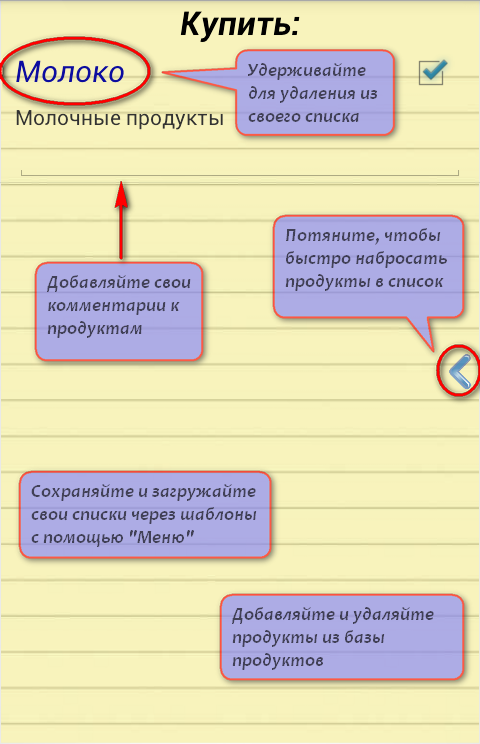 Купить:
Молоко
Удерживайте
для удаления из
своего списка
Молочные продукты
Потяните, чтобы
быстро набросать
продукты в список
Добавляйте свои
комментарии к
продуктам
Сохраняйте и загружайте
свои списки через шаблоны
с помощью "Меню"
Добавляйте и удаляйте
продукты из базы
продуктов